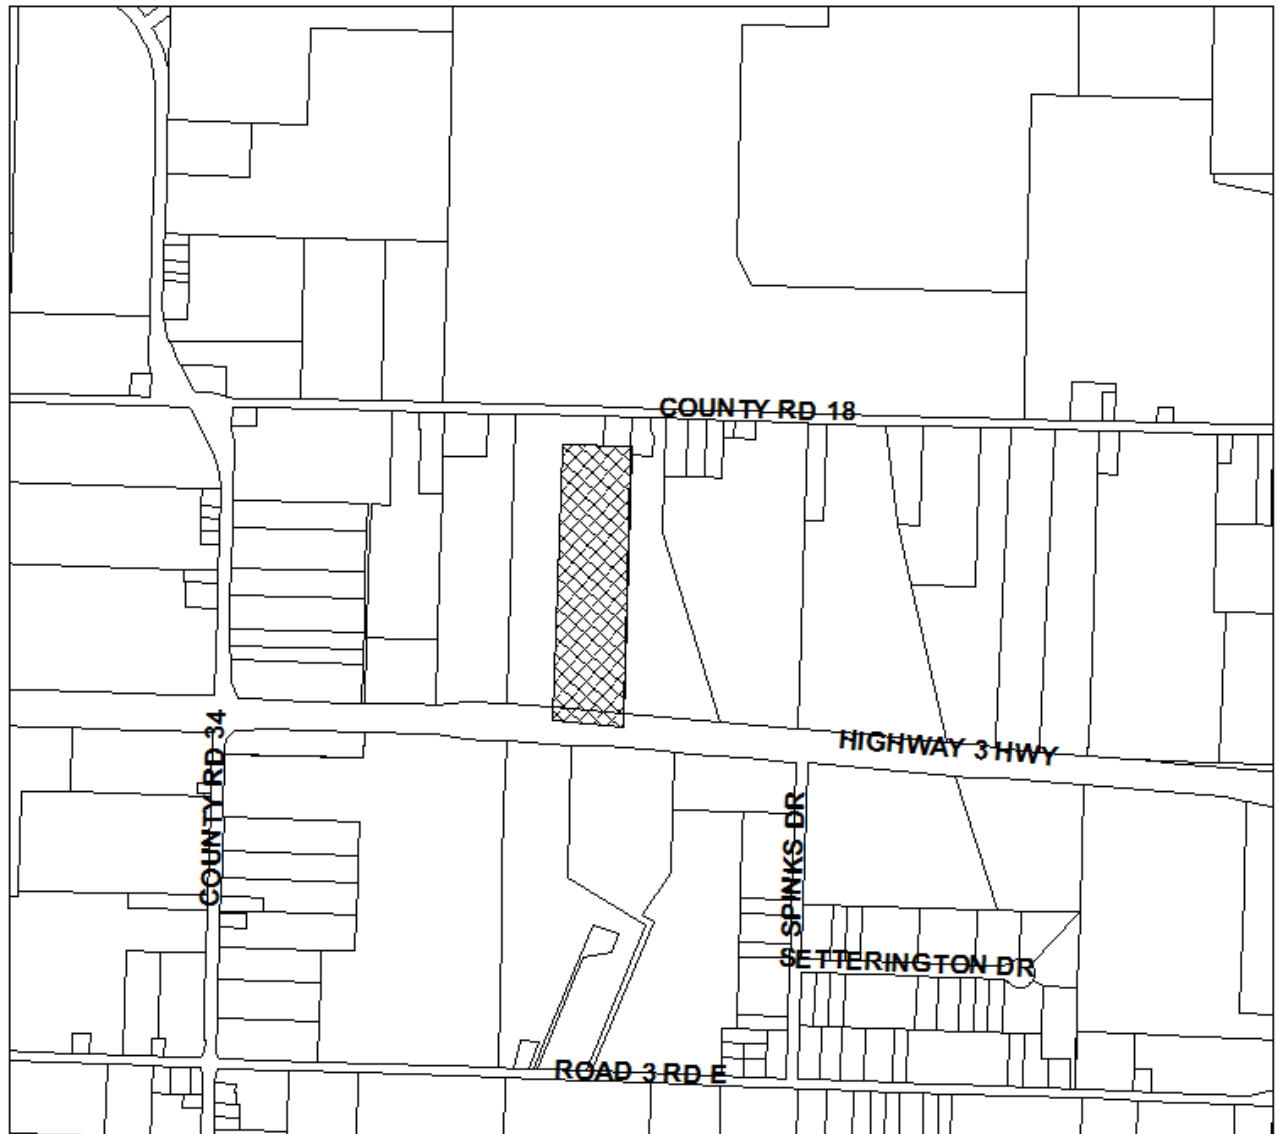 COUNTY RD 18
COUNTY RD 34
HIGHWAY 3 HWY
SPINKS DR
SETTERINGTON DR
ROAD 3 RD E